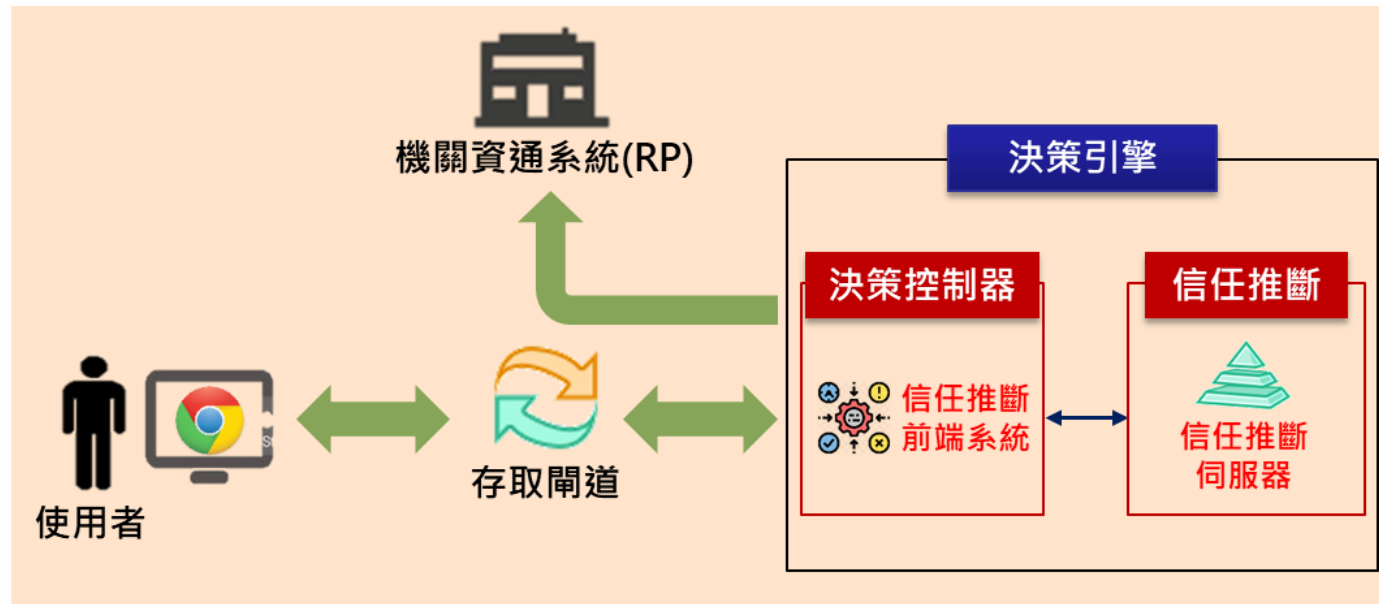 機關資通系統(RP)
決策引擎
決策控制器
信任推斷
信任推斷
前端系統
信任推斷
伺服器
存取閘道
使用者